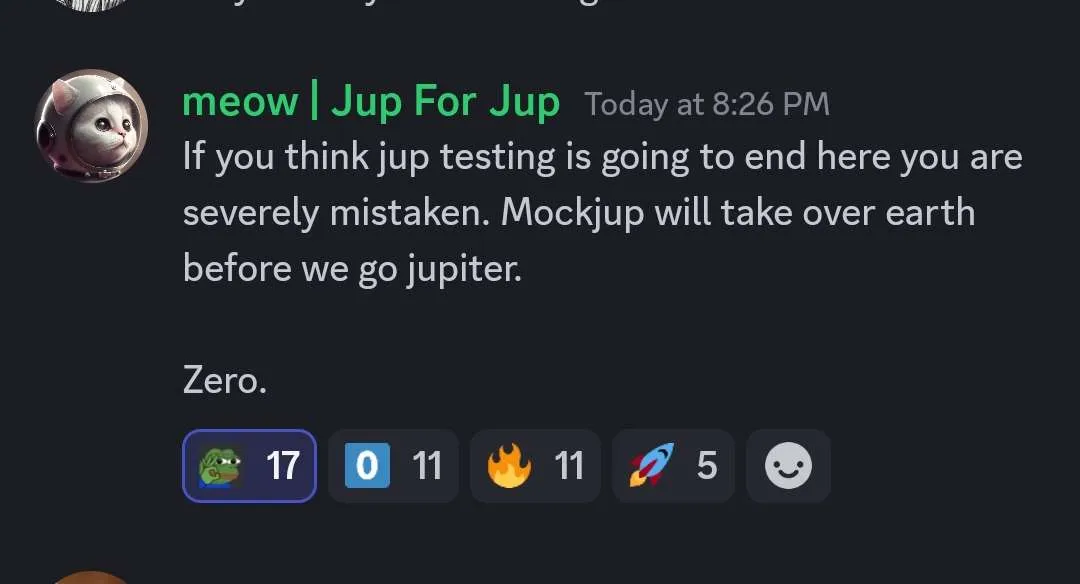 meow | Jup For Jup Today at 8:26 PM
If you think jup testing is going to end here you are
severely mistaken. Mockjup will take over earth
before we go jupiter.
Zero.
17 0 11 11 5